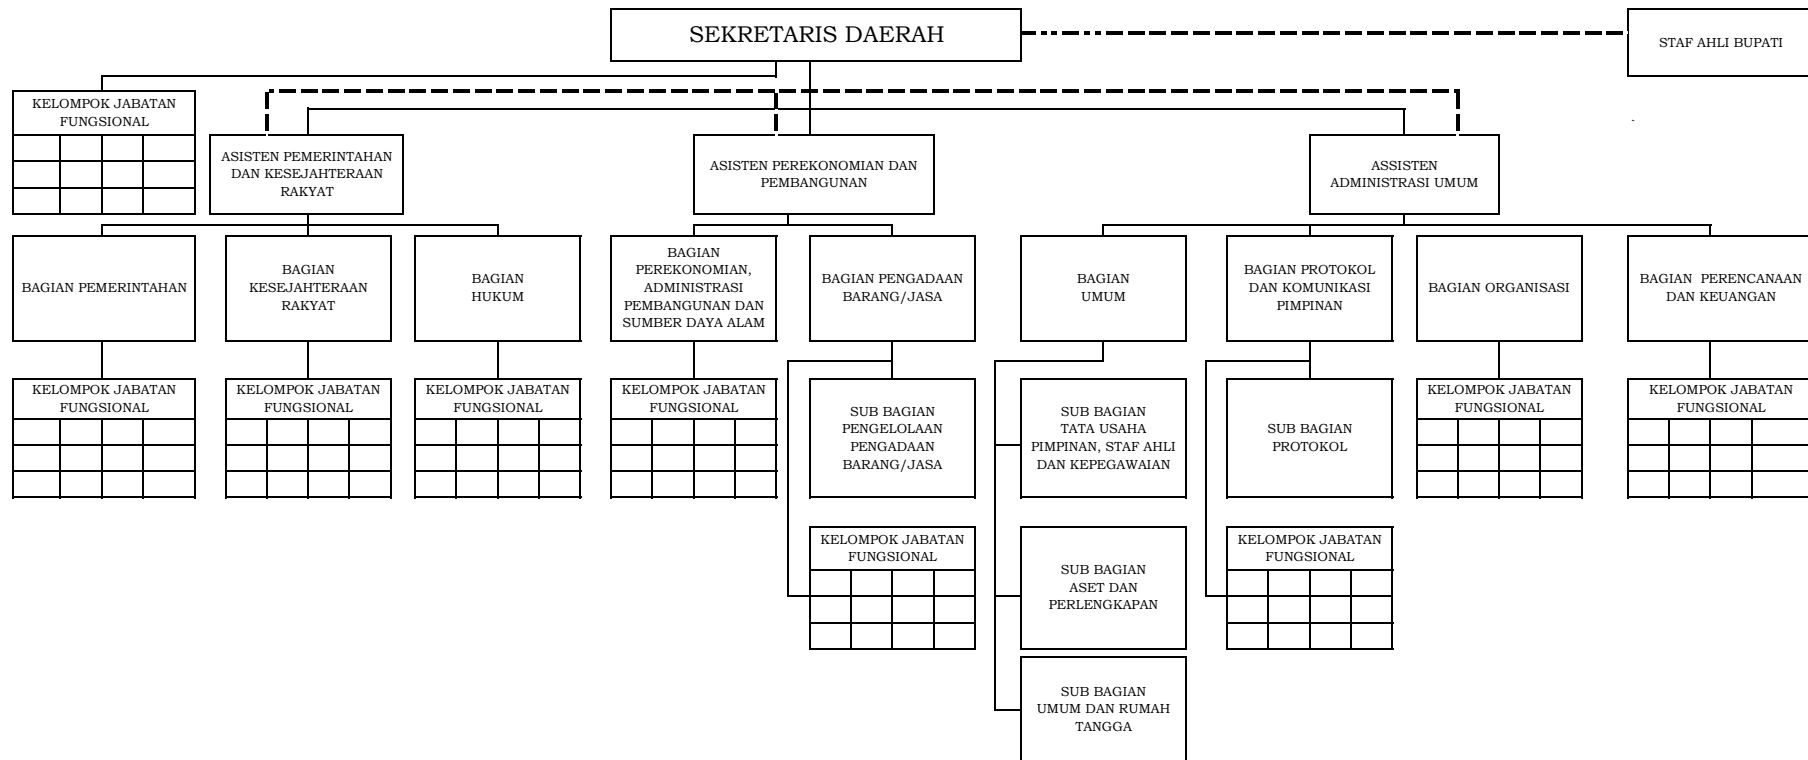 SEKRETARIS DAERAH
STAF AHLI BUPATI
KELOMPOK JABATAN
FUNGSIONAL
ASISTEN PEMERINTAHAN
DAN KESEJAHTERAAN
RAKYAT
ASISTEN PEREKONOMIAN DAN
PEMBANGUNAN
ASSISTEN
ADMINISTRASI UMUM
BAGIAN PEMERINTAHAN
BAGIAN
KESEJAHTERAAN
RAKYAT
BAGIAN
HUKUM
BAGIAN
PEREKONOMIAN,
ADMINISTRASI
PEMBANGUNAN DAN
SUMBER DAYA ALAM
BAGIAN PENGADAAN
BARANG/JASA
BAGIAN
UMUM
BAGIAN PROTOKOL
DAN KOMUNIKASI
PIMPINAN
BAGIAN ORGANISASI
BAGIAN PERENCANAAN
DAN KEUANGAN
KELOMPOK JABATAN
FUNGSIONAL
KELOMPOK JABATAN
FUNGSIONAL
KELOMPOK JABATAN
FUNGSIONAL
KELOMPOK JABATAN
FUNGSIONAL
SUB BAGIAN
PENGELOLAAN
PENGADAAN
BARANG/JASA
SUB BAGIAN
TATA USAHA
PIMPINAN, STAF AHLI
DAN KEPEGAWAIAN
SUB BAGIAN
PROTOKOL
KELOMPOK JABATAN
FUNGSIONAL
KELOMPOK JABATAN
FUNGSIONAL
KELOMPOK JABATAN
FUNGSIONAL
SUB BAGIAN
ASET DAN
PERLENGKAPAN
KELOMPOK JABATAN
FUNGSIONAL
SUB BAGIAN
UMUM DAN RUMAH
TANGGA